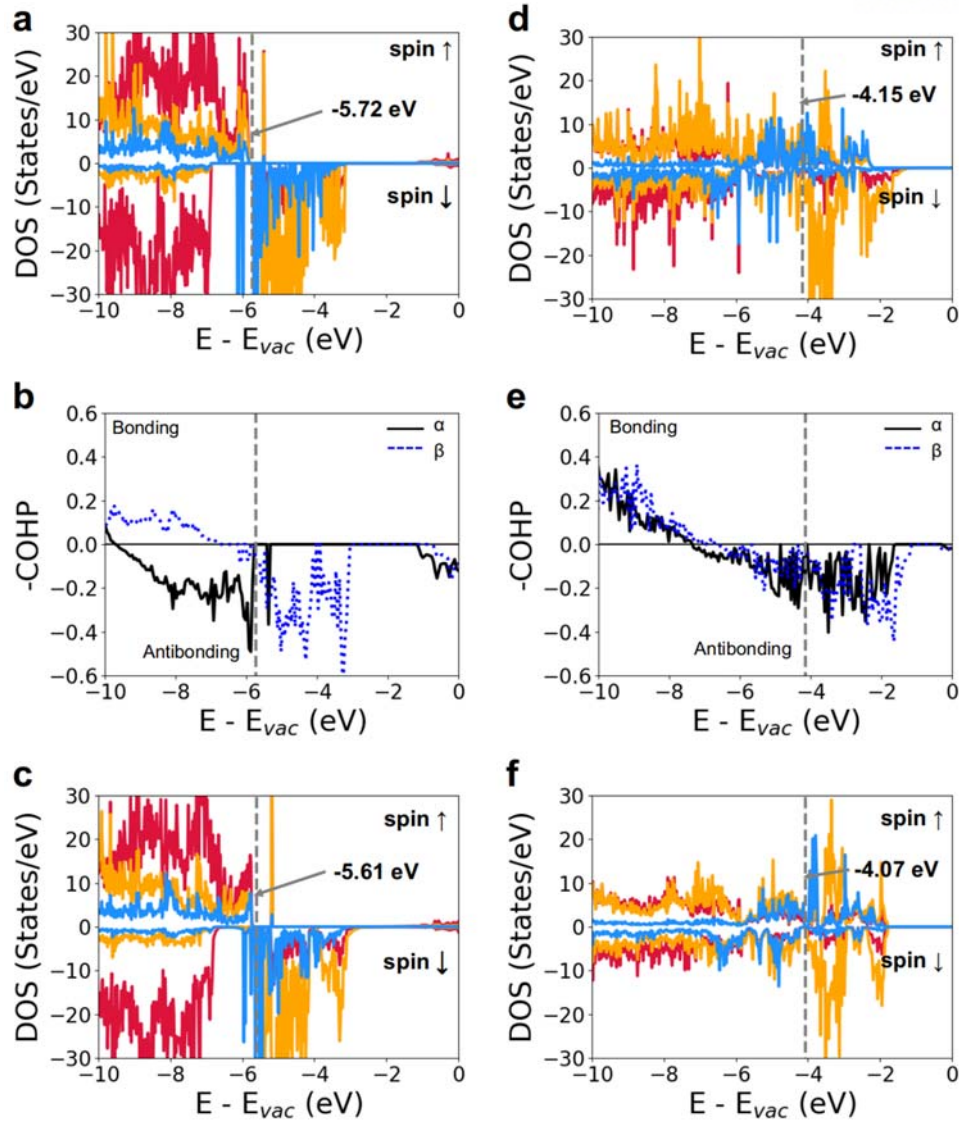 a
30
20
10
0
−10
−20
−30
DOS (States/eV)
spin ↑
-5.72 eV
spin ↓
−10 −8 −6 −4 −2 0
E - Evac (eV)
d
30
20
10
0
−10
−20
−30
DOS (States/eV)
spin ↑
-4.15 eV
spin ↓
−10 −8 −6 −4 −2 0
E - Evac (eV)
b
0.6
0.4
0.2
0.0
−0.2
−0.4
−0.6
-COHP
Bonding
α
β
Antibonding
−10 −8 −6 −4 −2 0
E - Evac (eV)
e
0.6
0.4
0.2
0.0
−0.2
−0.4
−0.6
-COHP
Bonding
α
β
Antibonding
−10 −8 −6 −4 −2 0
E - Evac (eV)
c
30
20
10
0
−10
−20
−30
DOS (States/eV)
spin ↑
-5.61 eV
spin ↓
−10 −8 −6 −4 −2 0
E - Evac (eV)
f
30
20
10
0
−10
−20
−30
DOS (States/eV)
spin ↑
-4.07 eV
spin ↓
−10 −8 −6 −4 −2 0
E - Evac (eV)